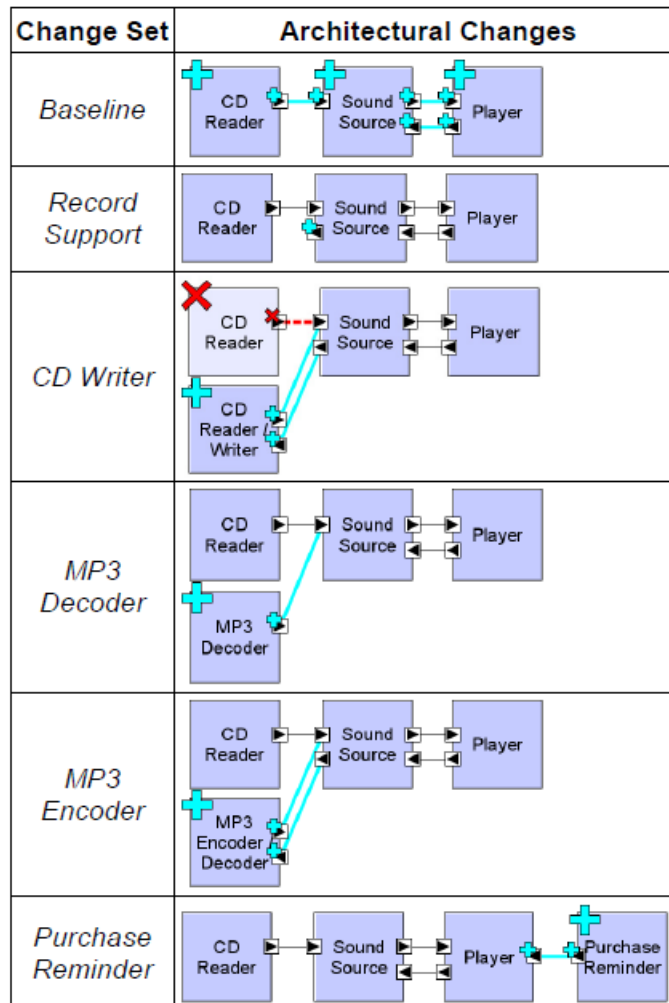 Change Set
Architectural Changes
Baseline
CD
Reader
Sound
Source
Player
Record
Support
CD
Reader
Sound
Source
Player
CD Writer
CD
Reader
Sound
Source
Player
CD
Reader /
Writer
MP3
Decoder
CD
Reader
Sound
Source
Player
MP3
Decoder
MP3
Encoder
CD
Reader
Sound
Source
Player
MP3
Encoder /
Decoder
Purchase
Reminder
CD
Reader
Sound
Source
Player
Purchase
Reminder